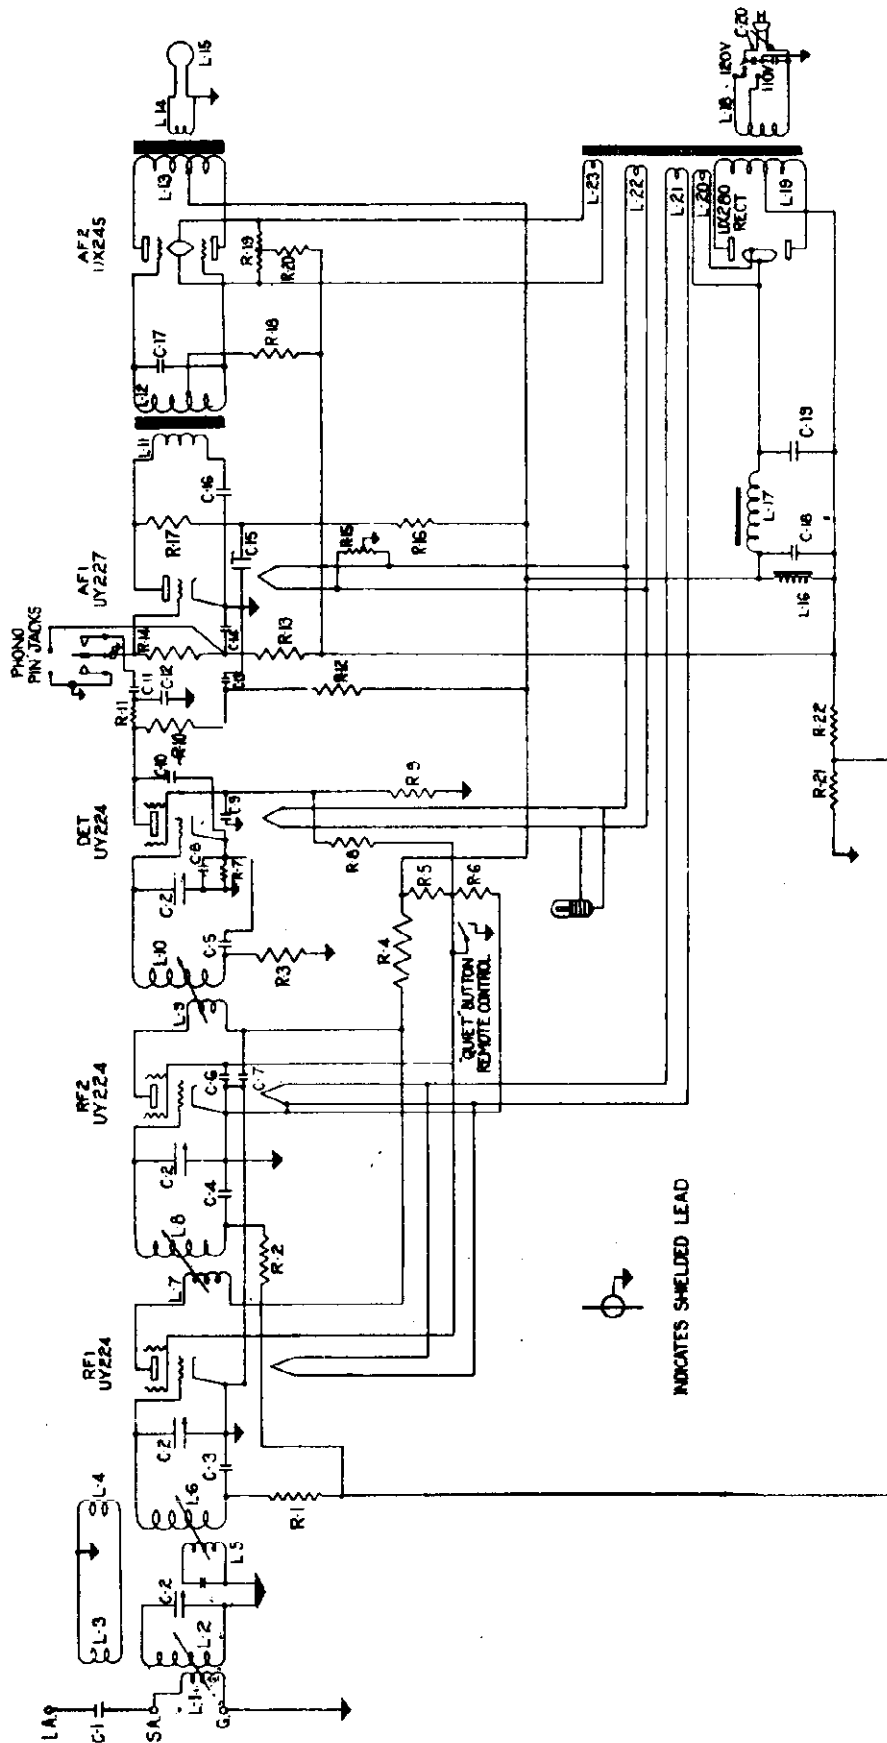 LA.
C-1
SA.
G.
L-1
L-2
C-2
L-3
L-4
L5
L-6
C-2
C-3
R-1
RF1
UY224
L-7
L-8
R-2
C-2
C-4
RF2
UY224
C-6
C-7
L-9
L-10
C-5
R-3
C-2
C-8
R-7
DET
UY224
C-9
C-10
R-4
R-5
R-6
R-8
R-9
"QUIET" BUTTON
REMOTE CONTROL
R-10
R-11
C-11
C-12
C-13
R-12
PHONO
PIN JACKS
R-14
C-14
R-13
AF1
UY227
R-17
C-15
R-15
R-16
C-16
L-11
L-12
C-17
R-18
AF2
UX245
R-19
R-20
L-13
L-14
L-15
L-23
L-22
L-21
L-20
UX280
RECT
L-19
L-18 - 120V
110V
C-20
C-19
L-17
C-18
L-16
R-22
R-21
INDICATES SHIELDED LEAD